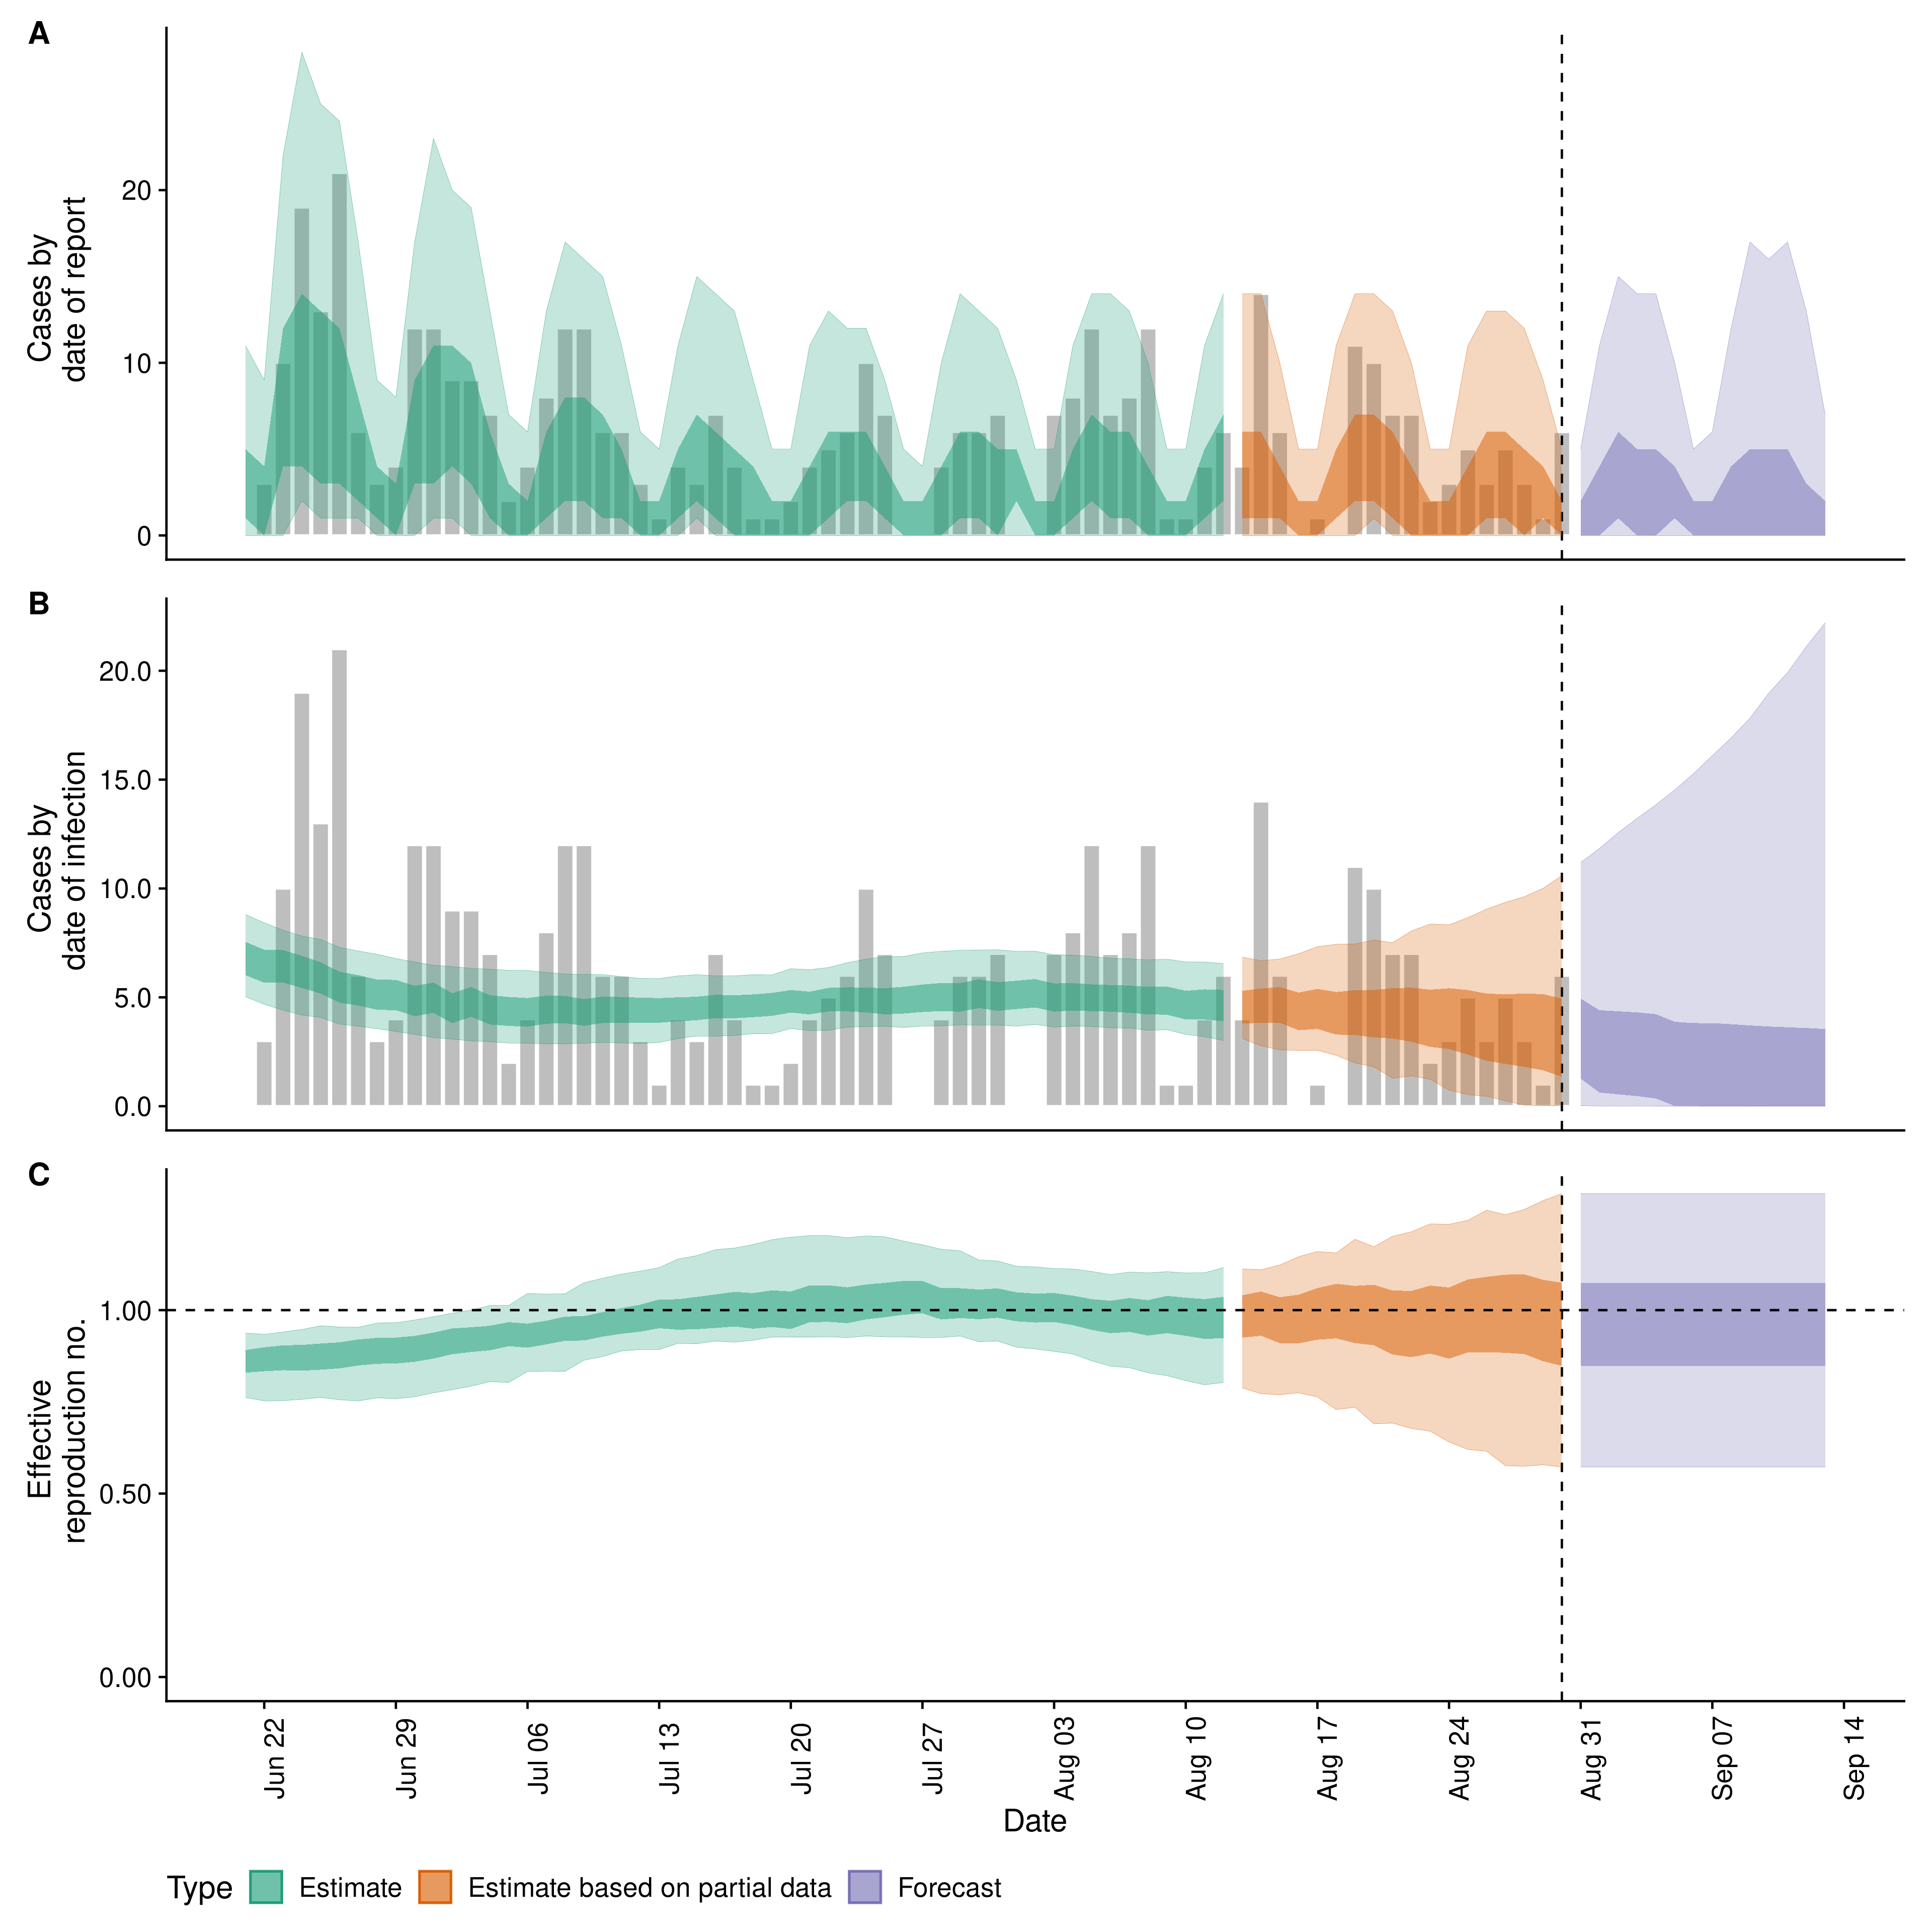 A
Cases by
date of report
20
10
0
B
Cases by
date of infection
20.0
15.0
10.0
5.0
0.0
C
Effective
reproduction no.
1.00
0.50
0.00
Jun 22
Jun 29
Jul 06
Jul 13
Jul 20
Jul 27
Aug 03
Aug 10
Aug 17
Aug 24
Aug 31
Sep 07
Sep 14
Date
Type
Estimate
Estimate based on partial data
Forecast